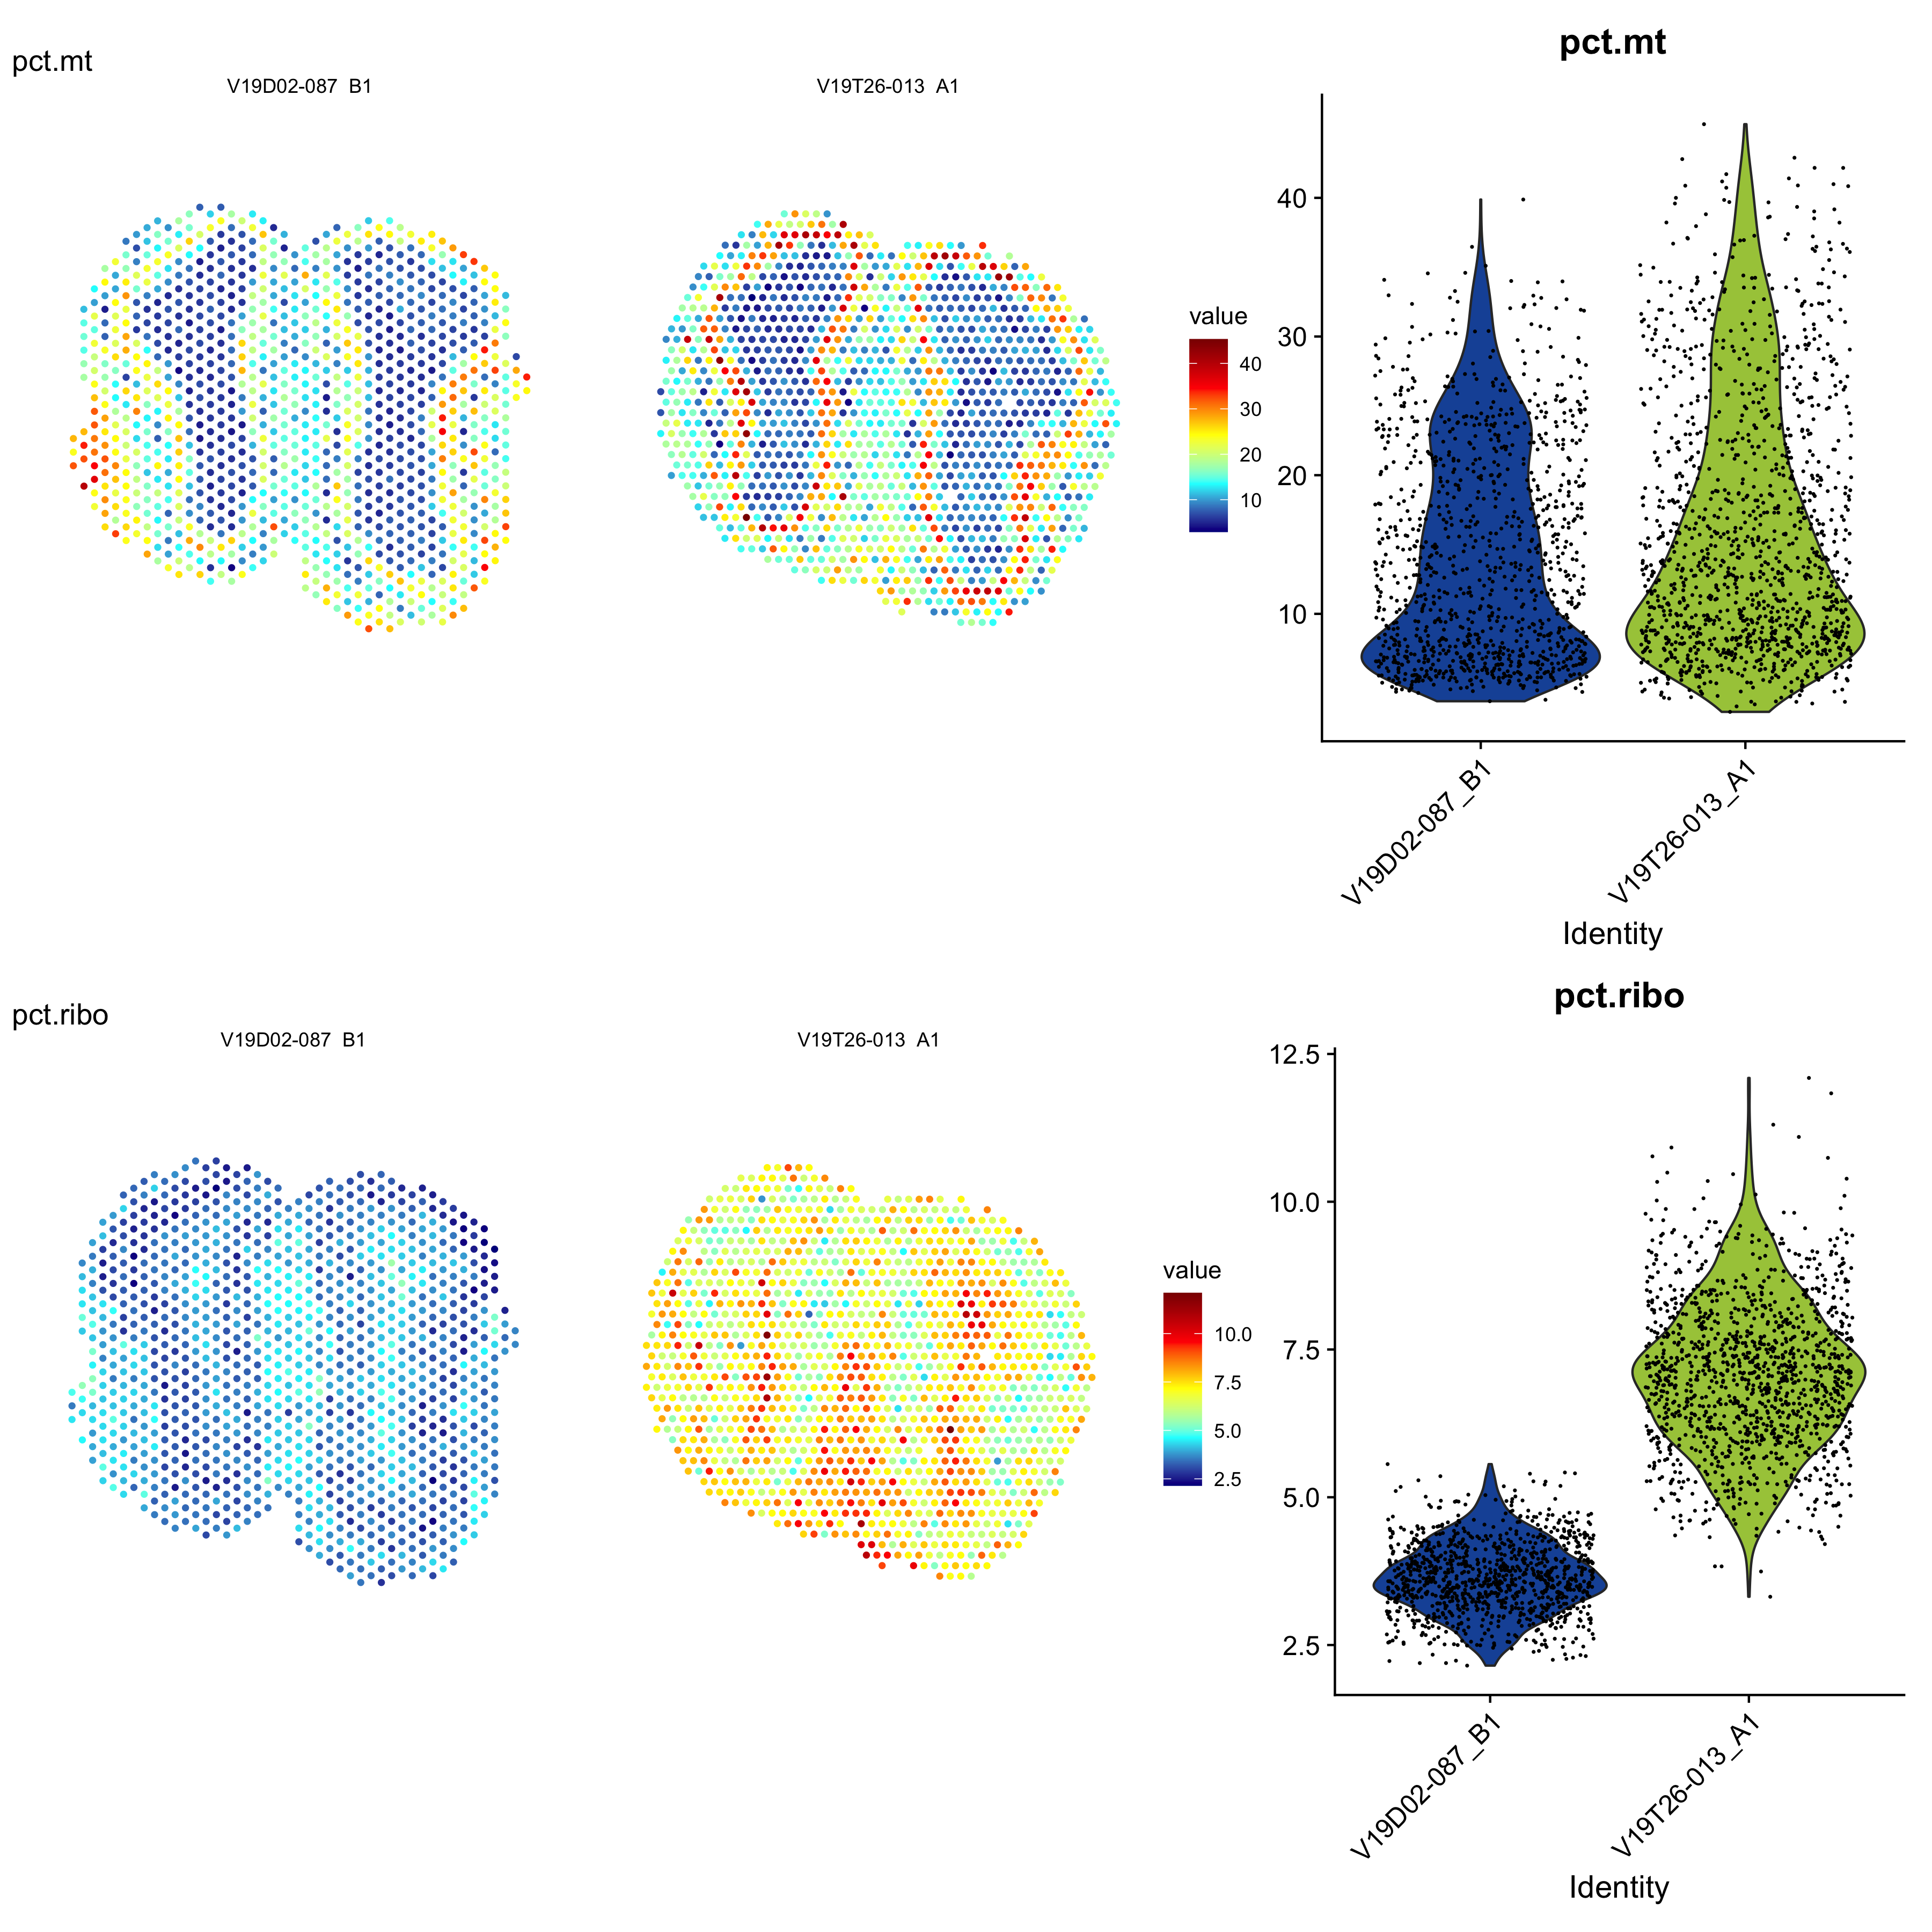 pct.mt
V19D02-087 B1
V19T26-013 A1
value
40
30
20
10
pct.mt
40
30
20
10
V19D02-087_B1
V19T26-013_A1
Identity
pct.ribo
V19D02-087 B1
V19T26-013 A1
value
10.0
7.5
5.0
2.5
pct.ribo
12.5
10.0
7.5
5.0
2.5
V19D02-087_B1
V19T26-013_A1
Identity